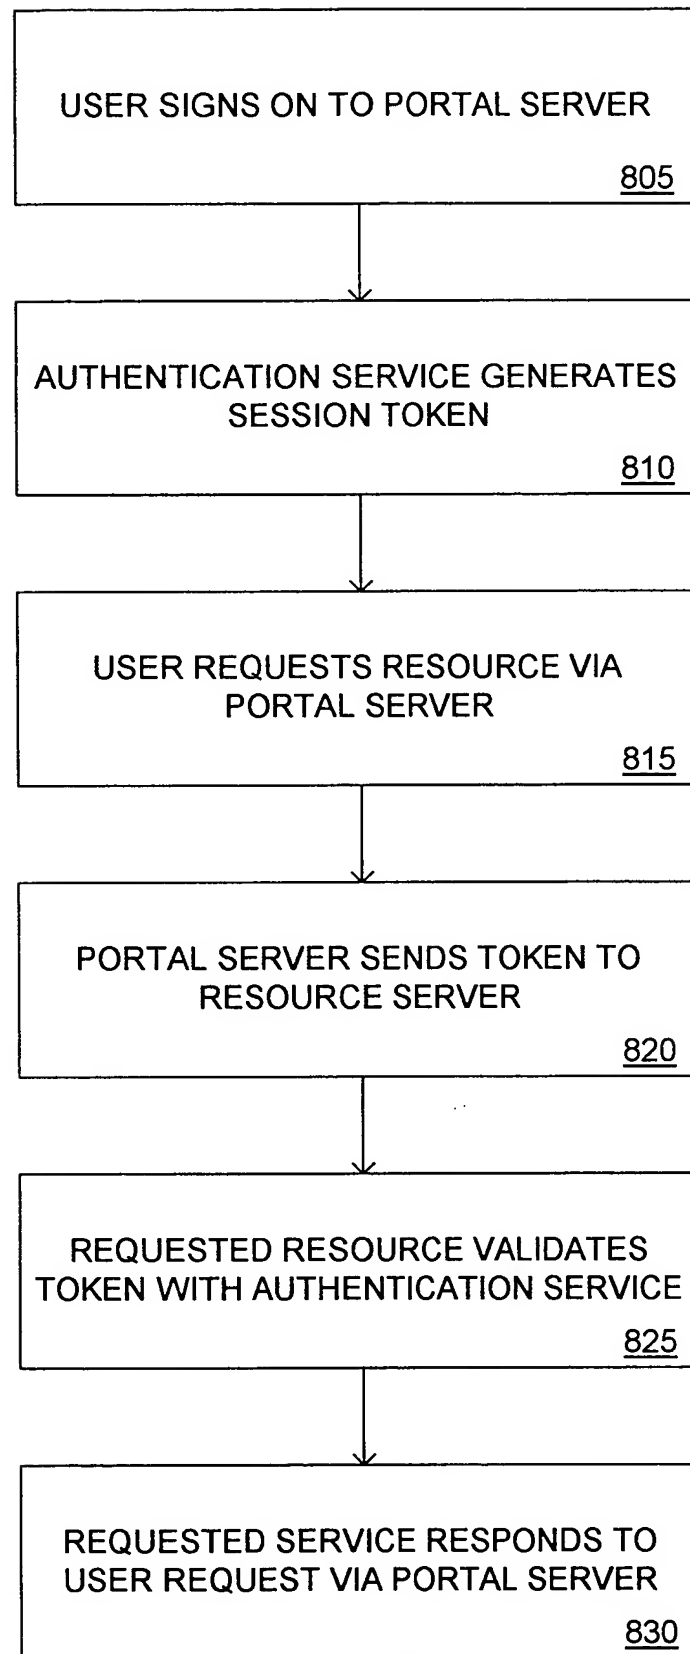 USER SIGNS ON TO PORTAL SERVER
805
AUTHENTICATION SERVICE GENERATES
SESSION TOKEN
810
USER REQUESTS RESOURCE VIA
PORTAL SERVER
815
PORTAL SERVER SENDS TOKEN TO
RESOURCE SERVER
820
REQUESTED RESOURCE VALIDATES
TOKEN WITH AUTHENTICATION SERVICE
825
REQUESTED SERVICE RESPONDS TO
USER REQUEST VIA PORTAL SERVER
830